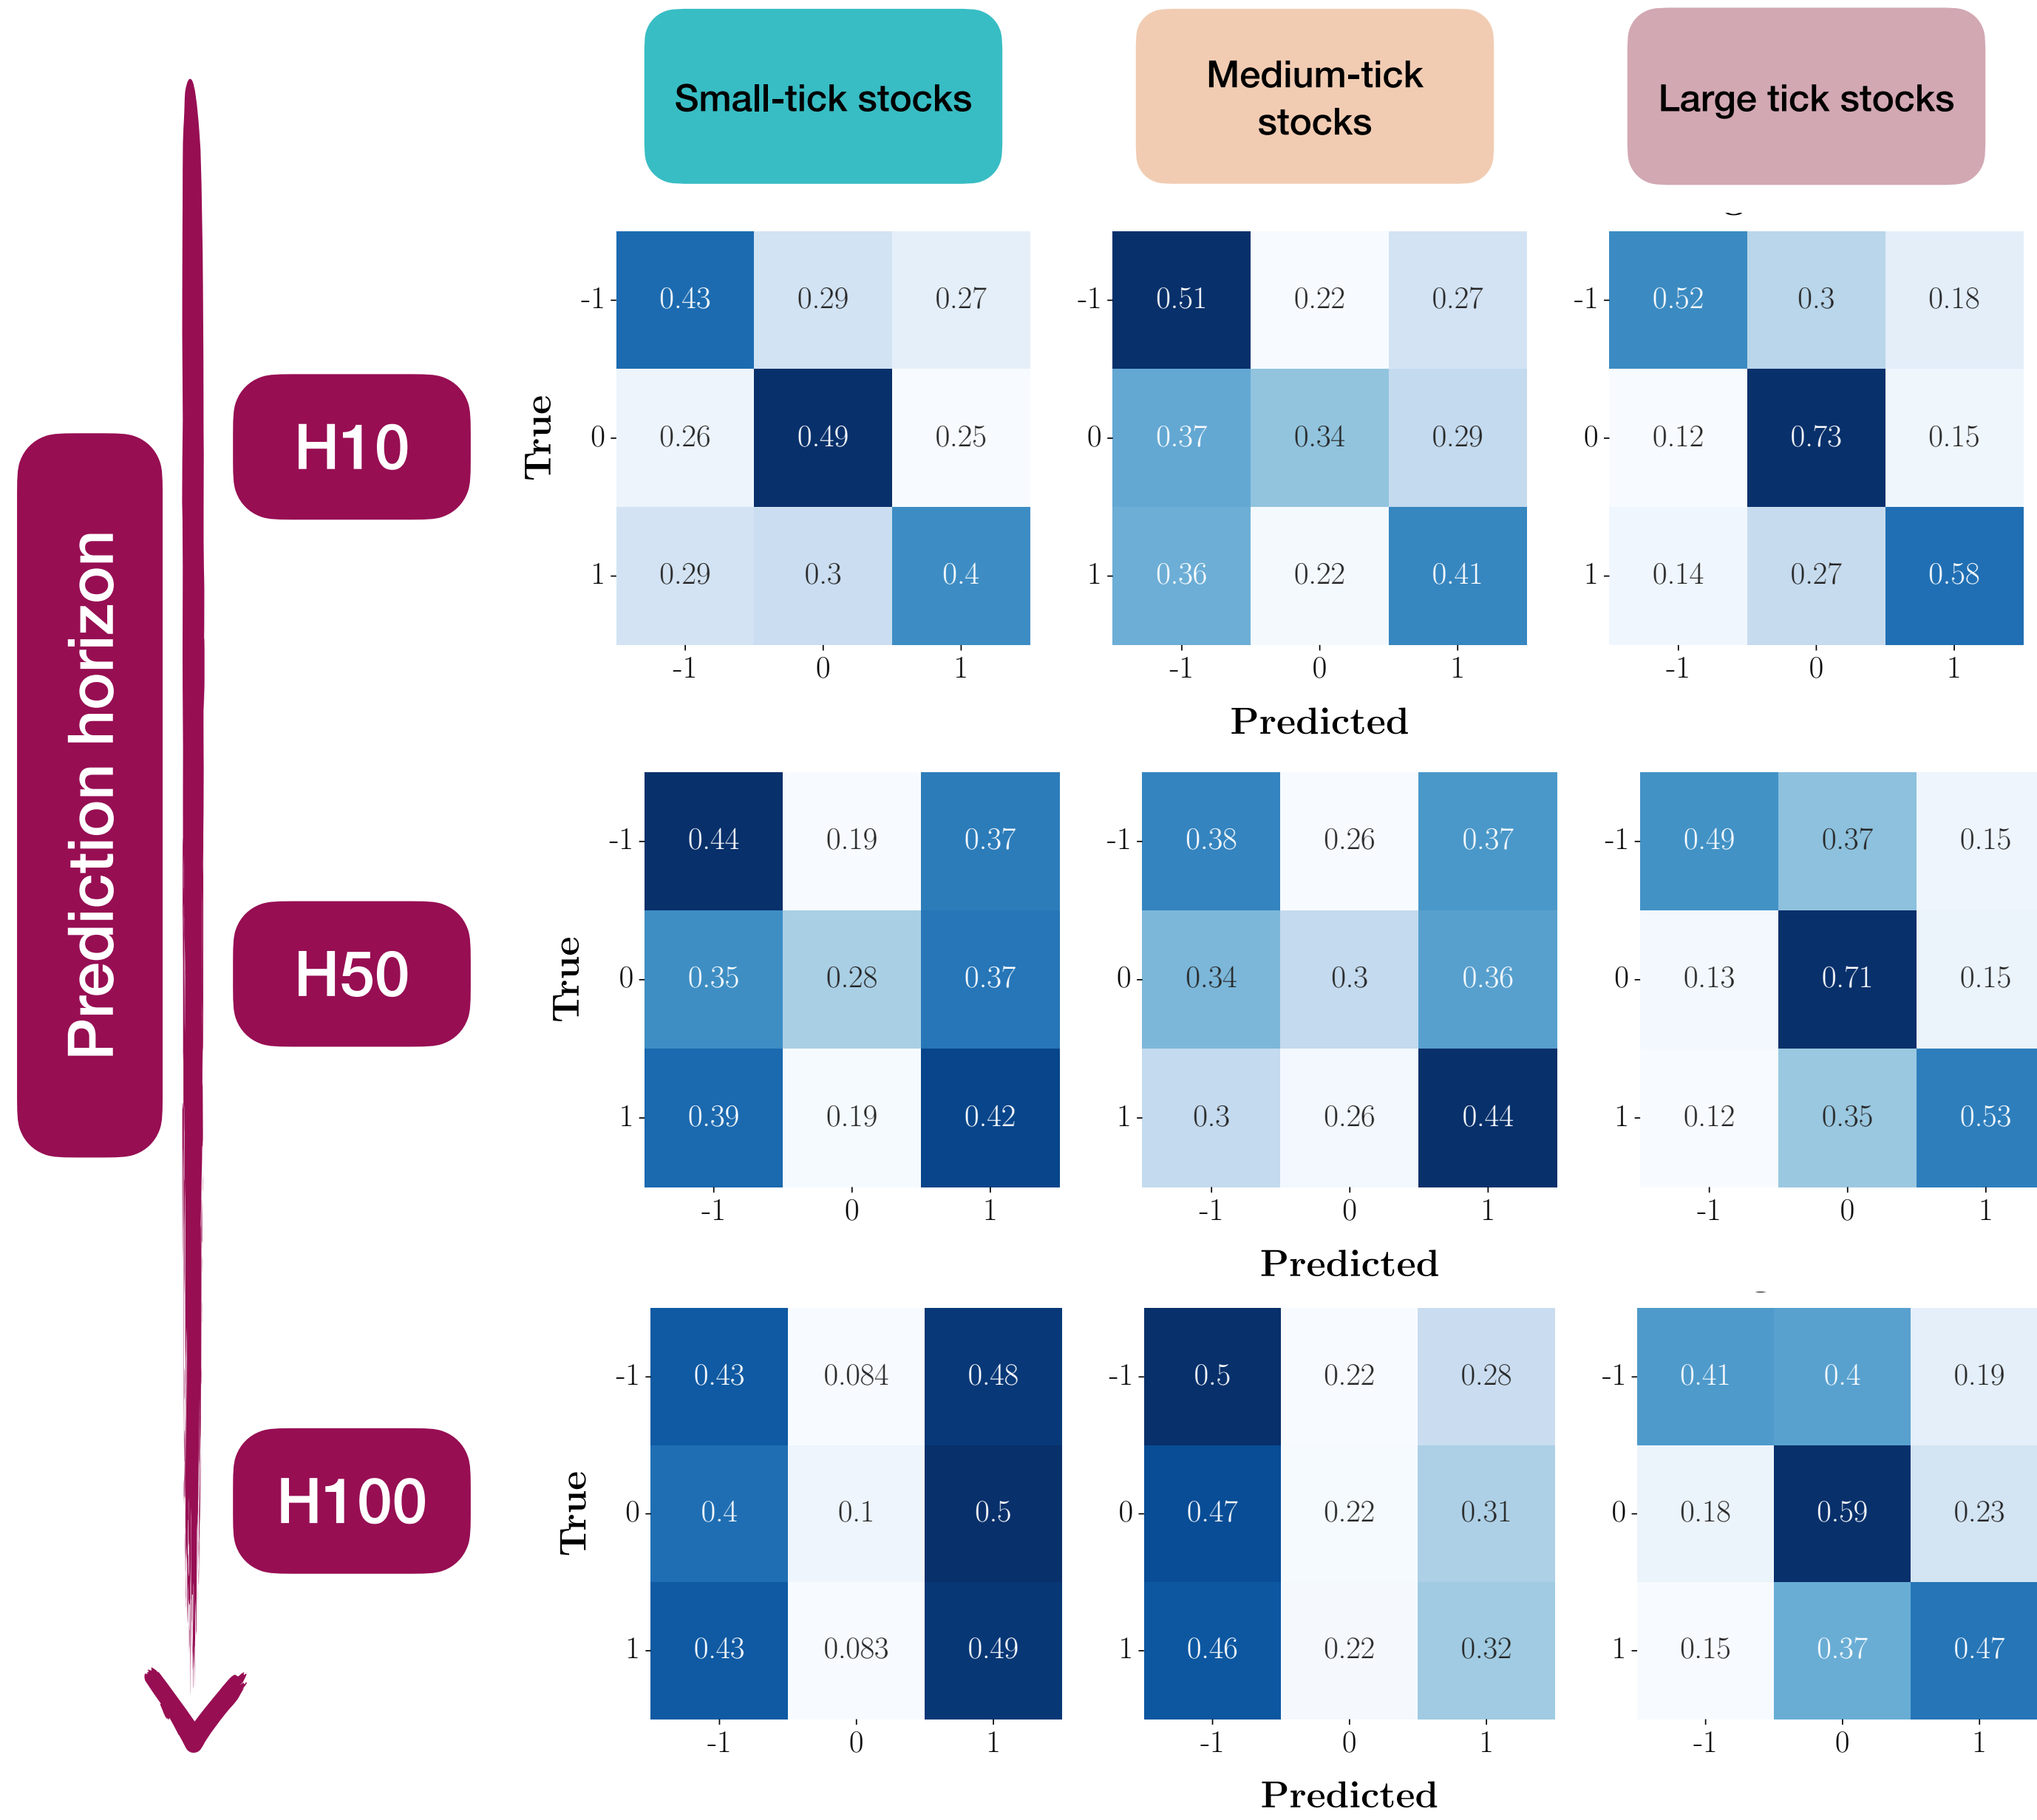 Small-tick stocks
Medium-tick
stocks
Large tick stocks
Prediction horizon
H10
True
-1 0.43 0.29 0.27
0 0.26 0.49 0.25
1 0.29 0.3 0.4
-1 0 1
-1 0.51 0.22 0.27
0 0.37 0.34 0.29
1 0.36 0.22 0.41
-1 0 1
-1 0.52 0.3 0.18
0 0.12 0.73 0.15
1 0.14 0.27 0.58
-1 0 1
Predicted
H50
True
-1 0.44 0.19 0.37
0 0.35 0.28 0.37
1 0.39 0.19 0.42
-1 0 1
-1 0.38 0.26 0.37
0 0.34 0.3 0.36
1 0.3 0.26 0.44
-1 0 1
-1 0.49 0.37 0.15
0 0.13 0.71 0.15
1 0.12 0.35 0.53
-1 0 1
Predicted
H100
True
-1 0.43 0.084 0.48
0 0.4 0.1 0.5
1 0.43 0.083 0.49
-1 0 1
-1 0.5 0.22 0.28
0 0.47 0.22 0.31
1 0.46 0.22 0.32
-1 0 1
-1 0.41 0.4 0.19
0 0.18 0.59 0.23
1 0.15 0.37 0.47
-1 0 1
Predicted